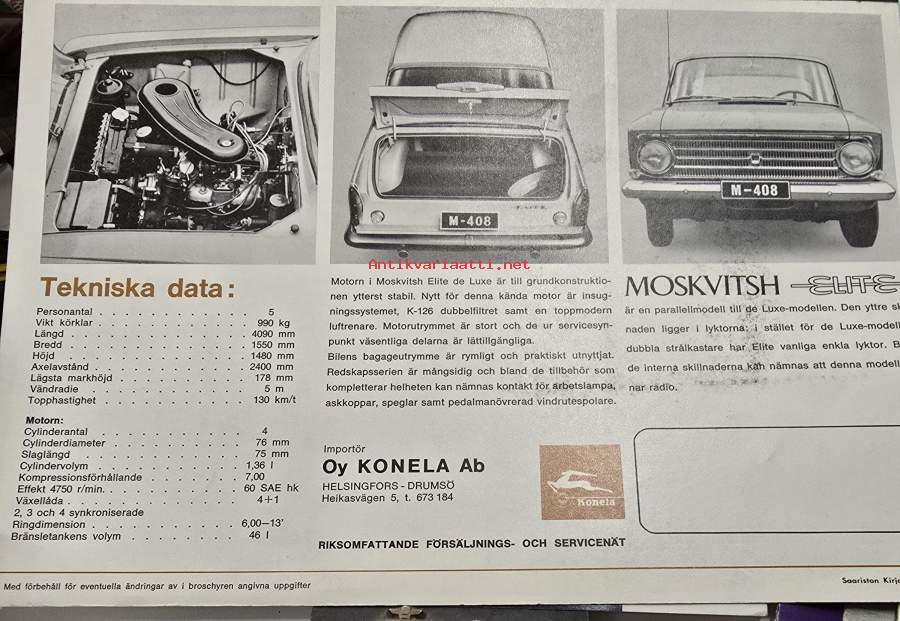 M-408
Elite
M-408
Antikvariaatti.net
Tekniska data:
Personantal . . . . . . . . . . . 5
Vikt körklar . . . . . . . . . . . 990 kg
Längd . . . . . . . . . . . 4090 mm
Bredd . . . . . . . . . . . 1550 mm
Höjd . . . . . . . . . . . 1480 mm
Axelavstånd . . . . . . . . . . . 2400 mm
Lägsta markhöjd . . . . . . . . 178 mm
Vändradie . . . . . . . . . . . 5 m
Topphastighet . . . . . . . . . 130 km/t
Motorn:
Cylinderantal . . . . . . . . . . 4
Cylinderdiameter . . . . . . . . 76 mm
Slaglängd . . . . . . . . . . . 75 mm
Cylindervolym . . . . . . . . . . 1,36 l
Kompressionsförhållande . . . . . . 7,00
Effekt 4750 r/min. . . . . . . . . 60 SAE hk
Växellåda . . . . . . . . . . . 4+1
2, 3 och 4 synkroniserade
Ringdimension . . . . . . . . . . 6,00—13'
Bränsletankens volym . . . . . . . . 46 l
Motorn i Moskvitsh Elite de Luxe är till grundkonstruktio-
nen ytterst stabil. Nytt för denna kända motor är insug-
ningssystemet, K-126 dubbelfiltret samt en toppmodern
luftrenare. Motorutrymmet är stort och de ur servicesyn-
punkt väsentliga delarna är lättillgängliga.
Bilens bagageutrymme är rymligt och praktiskt utnyttjat.
Redskapsserien är mångsidig och bland de tillbehör som
kompletterar helheten kan nämnas kontakt för arbetslampa,
askkoppar, speglar samt pedalmanövrerad vindrutespolare.
MOSKVITSH ELITE
är en parallellmodell till de Luxe-modellen. Den yttre sk
naden ligger i lyktorna: i stället för de Luxe-modell
dubbla strålkastare har Elite vanliga enkla lyktor. B
de interna skillnaderna kan nämnas att denna modell
nar radio.
Importör
Oy KONELA Ab
HELSINGFORS - DRUMSÖ
Heikasvägen 5, t. 673 184
Konela
RIKSOMFATTANDE FÖRSÄLJNINGS- OCH SERVICENÄT
Med förbehåll för eventuella ändringar av i broschyren angivna uppgifter
Saariston Kirja